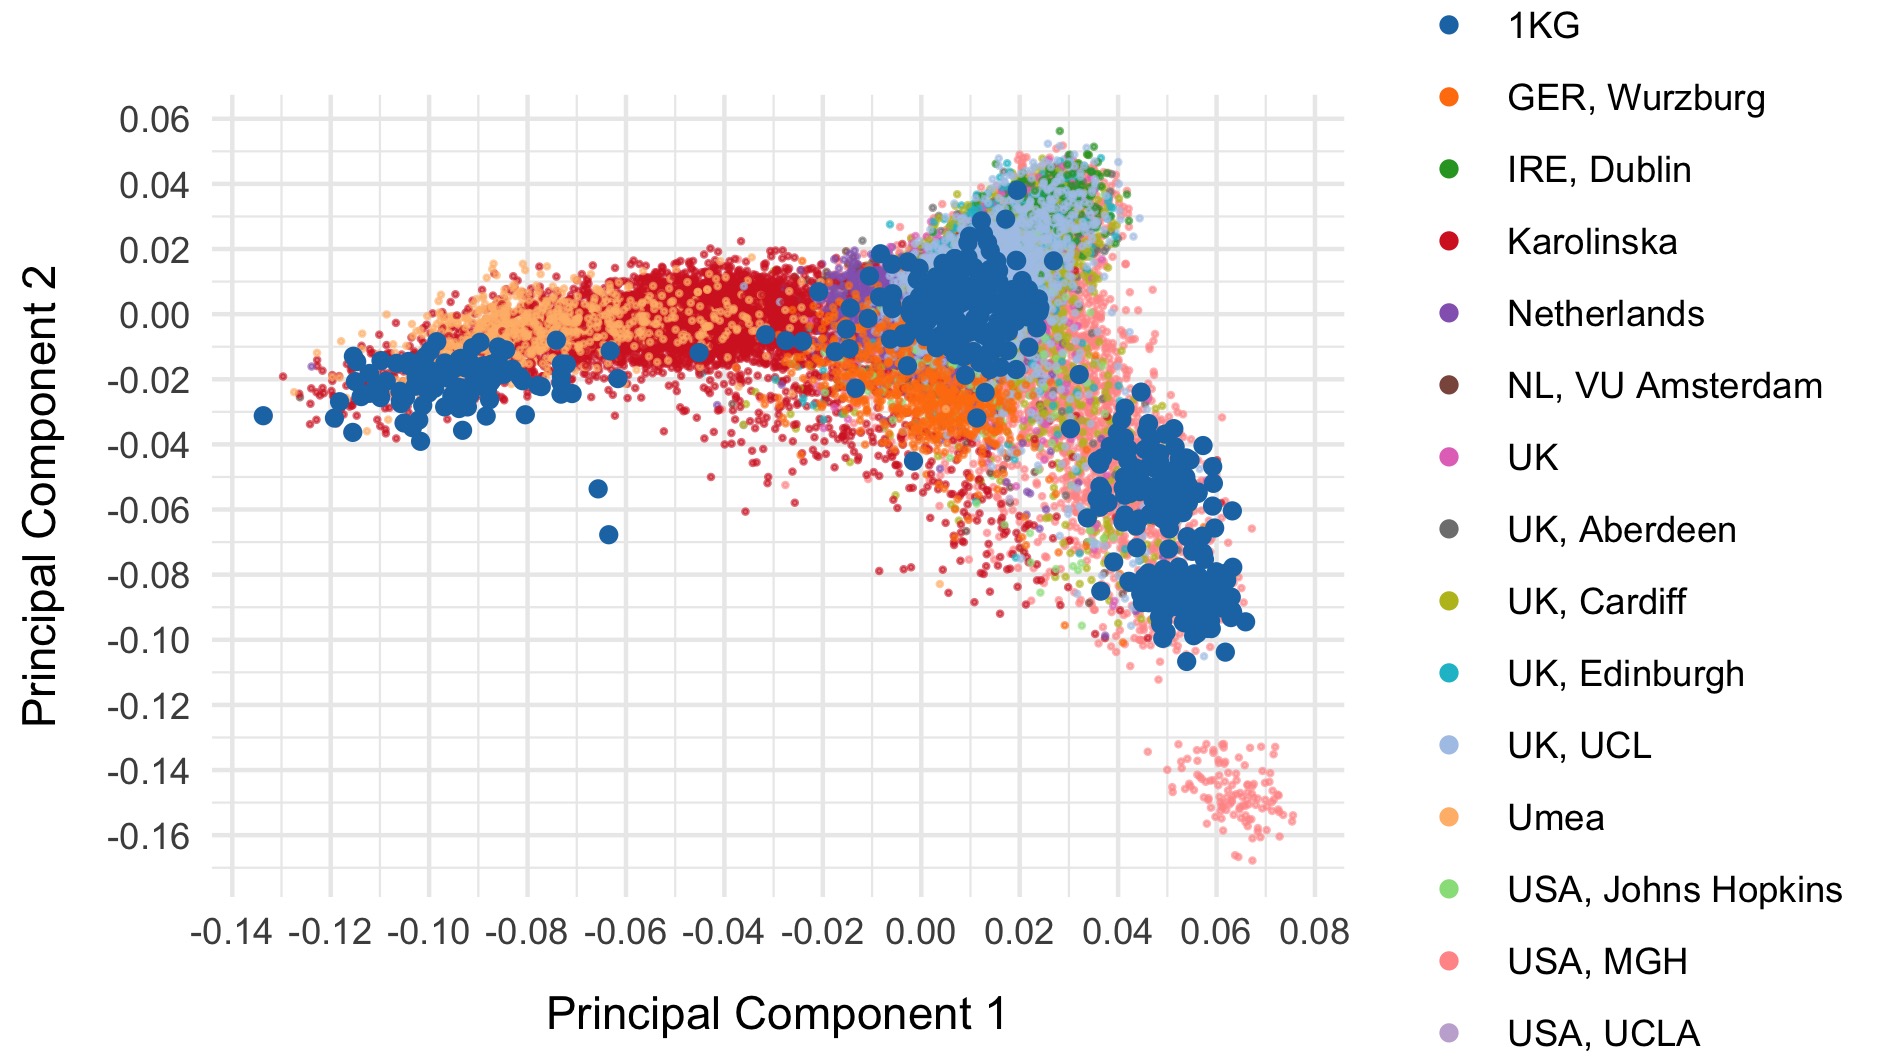 Principal Component 2
0.06
0.04
0.02
0.00
-0.02
-0.04
-0.06
-0.08
-0.10
-0.12
-0.14
-0.16
-0.14 -0.12 -0.10 -0.08 -0.06 -0.04 -0.02 0.00 0.02 0.04 0.06 0.08
Principal Component 1
1KG
GER, Wurzburg
IRE, Dublin
Karolinska
Netherlands
NL, VU Amsterdam
UK
UK, Aberdeen
UK, Cardiff
UK, Edinburgh
UK, UCL
Umea
USA, Johns Hopkins
USA, MGH
USA, UCLA